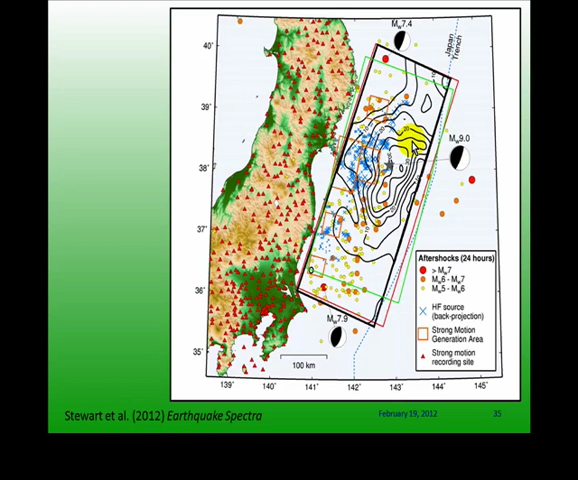 Mw7.4
Japan Trench
40°
39°
38°
37°
36°
35°
Mw9.0
Mw7.9
Aftershocks (24 hours)
> Mw7
Mw6 - Mw7
Mw5 - Mw6
HF source
(back-projection)
Strong Motion
Generation Area
Strong motion
recording site
100 km
139°
140°
141°
142°
143°
144°
145°
Stewart et al. (2012) Earthquake Spectra
February 19, 2012
35